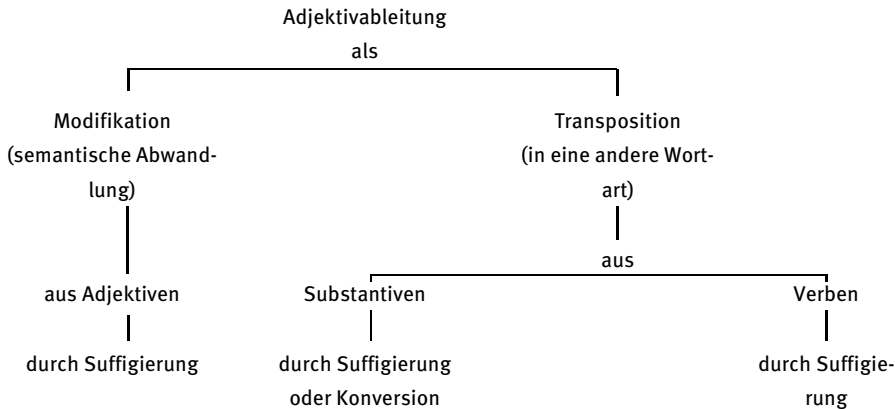 Adjektivableitung
als
Modifikation
(semantische Abwand-
lung)
Transposition
(in eine andere Wort-
art)
aus
aus Adjektiven
Substantiven
Verben
durch Suffigierung
durch Suffigierung
oder Konversion
durch Suffigie-
rung